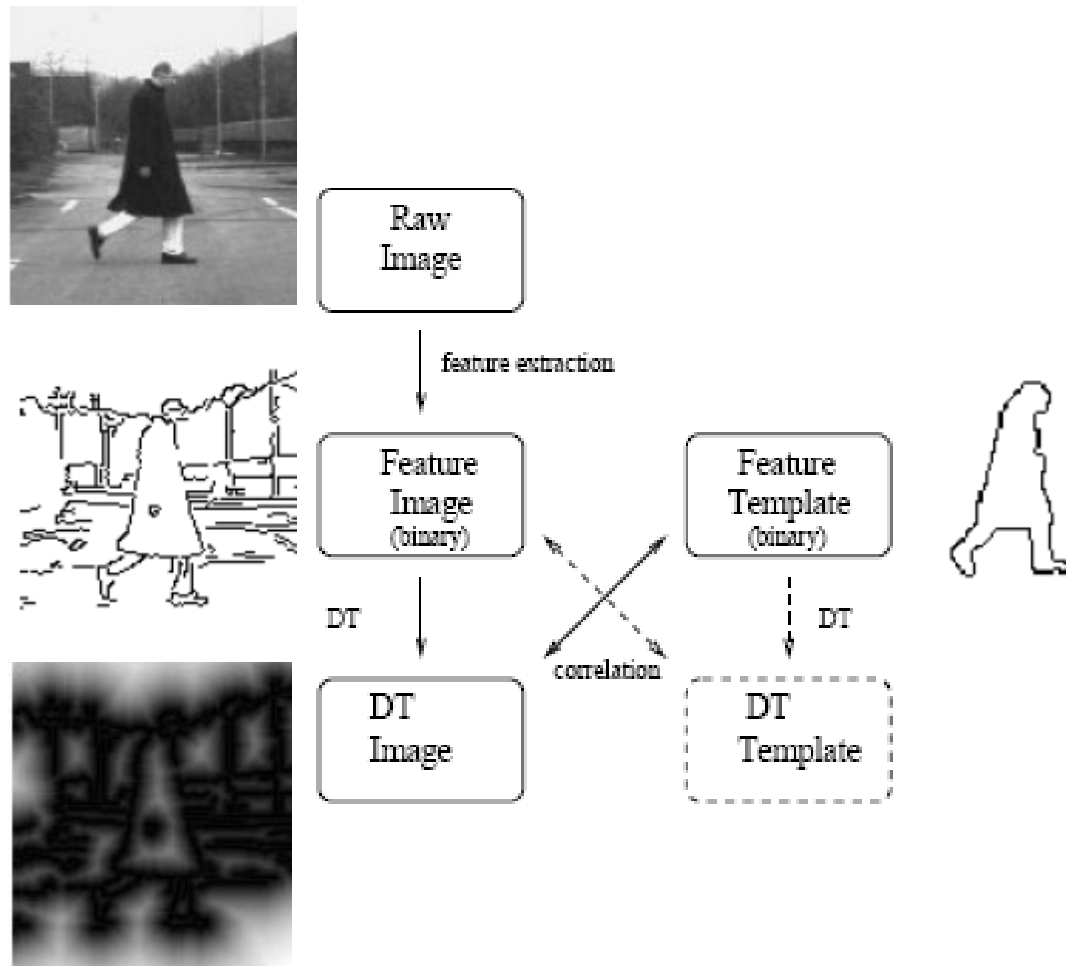 Raw
Image
feature extraction
Feature
Image
(binary)
Feature
Template
(binary)
DT
DT
correlation
DT
Image
DT
Template